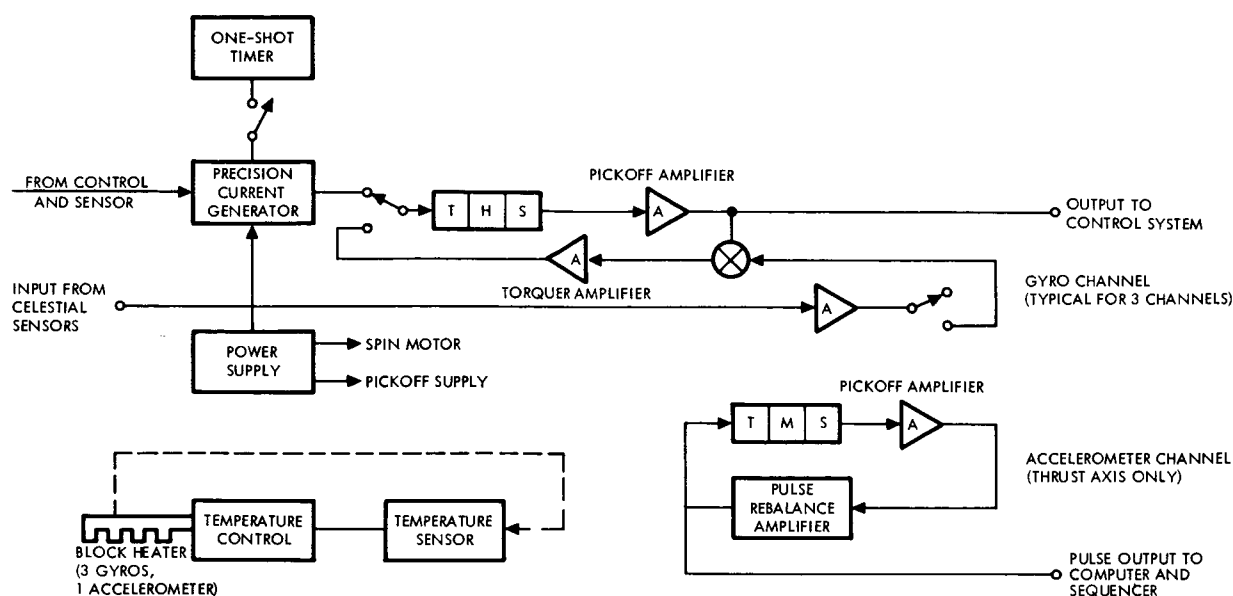 ONE-SHOT
TIMER
FROM CONTROL
AND SENSOR
PRECISION
CURRENT
GENERATOR
T H S
PICKOFF AMPLIFIER
A
OUTPUT TO
CONTROL SYSTEM
A
TORQUER AMPLIFIER
INPUT FROM
CELESTIAL
SENSORS
A
GYRO CHANNEL
(TYPICAL FOR 3 CHANNELS)
POWER
SUPPLY
SPIN MOTOR
PICKOFF SUPPLY
PICKOFF AMPLIFIER
T M S
A
ACCELEROMETER CHANNEL
(THRUST AXIS ONLY)
PULSE
REBALANCE
AMPLIFIER
TEMPERATURE
CONTROL
TEMPERATURE
SENSOR
BLOCK HEATER
(3 GYROS,
1 ACCELEROMETER)
PULSE OUTPUT TO
COMPUTER AND
SEQUENCER